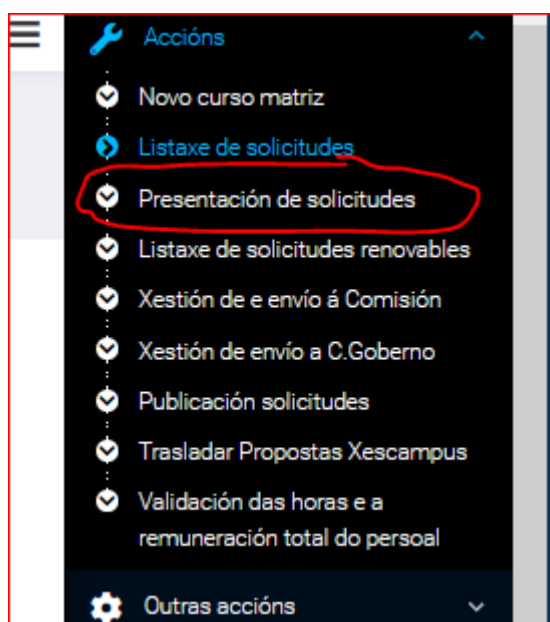 Accións
Novo curso matriz
Listaxe de solicitudes
Presentación de solicitudes
Listaxe de solicitudes renovables
Xestión de e envío á Comisión
Xestión de envío a C.Goberno
Publicación solicitudes
Trasladar Propostas Xescampus
Validación das horas e a
remuneración total do persoal
Outras accións